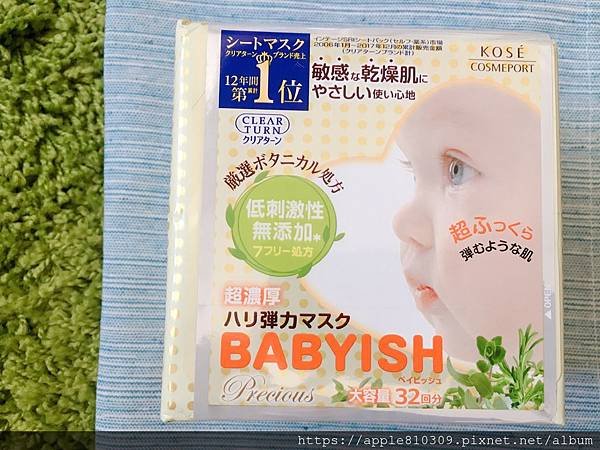 シートマスク
クリアターン ブランド売上
12年間
第累計1位
インテージSRIシートパック(セルフ・薬系)市場
2006年1月〜2017年12月の累計販売金額
(クリアターンブランド計)
KOSÉ
COSMEPORT
敏感な乾燥肌に
やさしい使い心地
CLEAR
TURN
クリアターン
厳選ボタニカル処方
低刺激性
無添加*
7フリー処方
超ふっくら
弾むような肌
OPEN
超濃厚
ハリ弾力マスク
BABYISH
ベイビッシュ
Precious
大容量 32回分
https://apple810309.pixnet.net/album